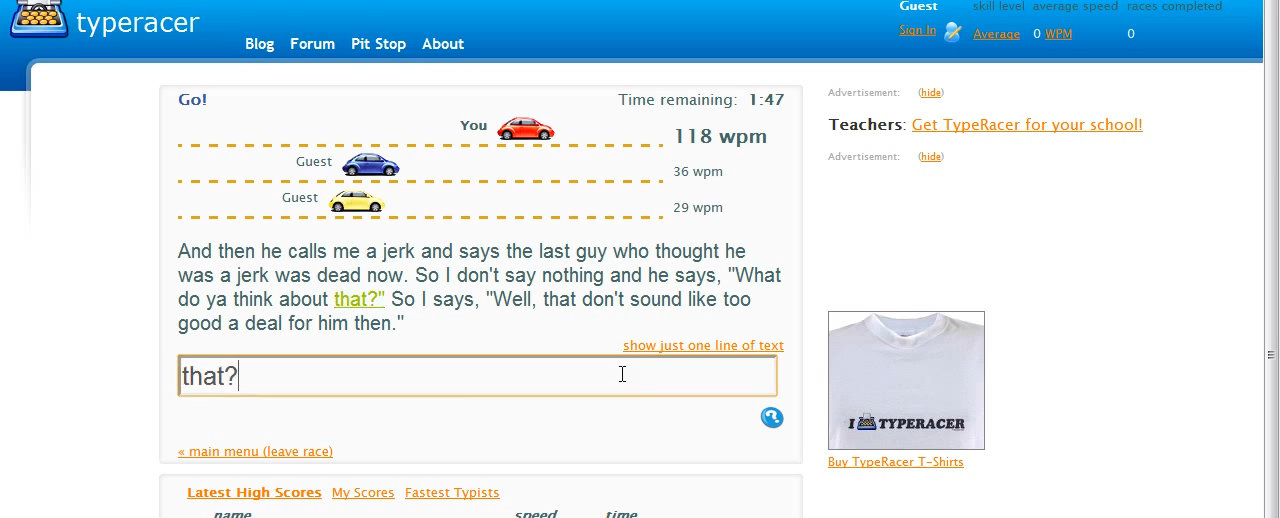 typeracer
Guest skill level average speed races completed
Sign In Average 0 WPM 0
Blog Forum Pit Stop About
Go! Time remaining: 1:47
You 118 wpm
Guest 36 wpm
Guest 29 wpm
And then he calls me a jerk and says the last guy who thought he
was a jerk was dead now. So I don't say nothing and he says, "What
do ya think about that?" So I says, "Well, that don't sound like too
good a deal for him then."
show just one line of text
that?
« main menu (leave race)
Latest High Scores My Scores Fastest Typists
name speed time
Advertisement: (hide)
Teachers: Get TypeRacer for your school!
Advertisement: (hide)
I TYPERACER
Buy TypeRacer T-Shirts